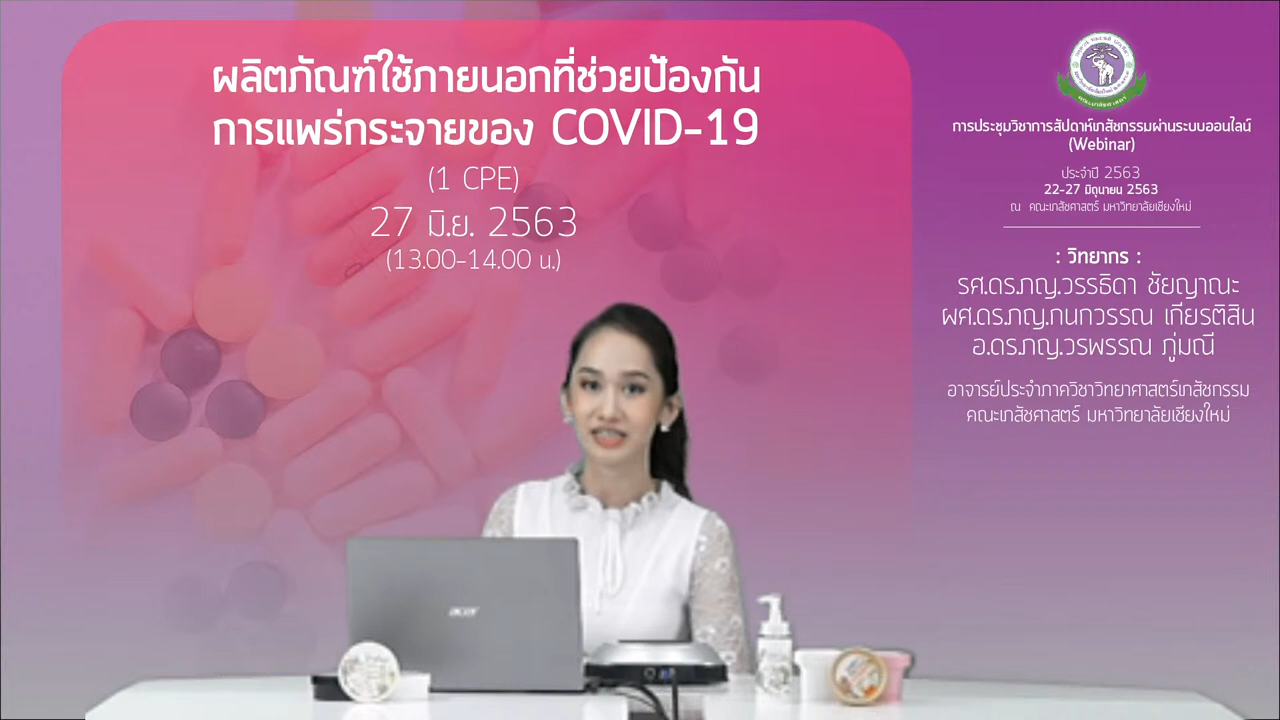 ผลิตภัณฑ์ใช้ภายนอกที่ช่วยป้องกัน
การแพร่กระจายของ COVID-19
(1 CPE)
27 มิ.ย. 2563
(13.00-14.00 น.)
การประชุมวิชาการสัปดาห์เภสัชกรรมผ่านระบบออนไลน์
(Webinar)
ประจำปี 2563
22-27 มิถุนายน 2563
ณ คณะเภสัชศาสตร์ มหาวิทยาลัยเชียงใหม่
: วิทยากร :
รศ.ดร.ภญ.วรรธิดา ชัยญาณะ
ผศ.ดร.ภญ.กนกวรรณ เกียรติสิน
อ.ดร.ภญ.วรพรรณ ภู่มณี
อาจารย์ประจำภาควิชาวิทยาศาสตร์เภสัชกรรม
คณะเภสัชศาสตร์ มหาวิทยาลัยเชียงใหม่
acer